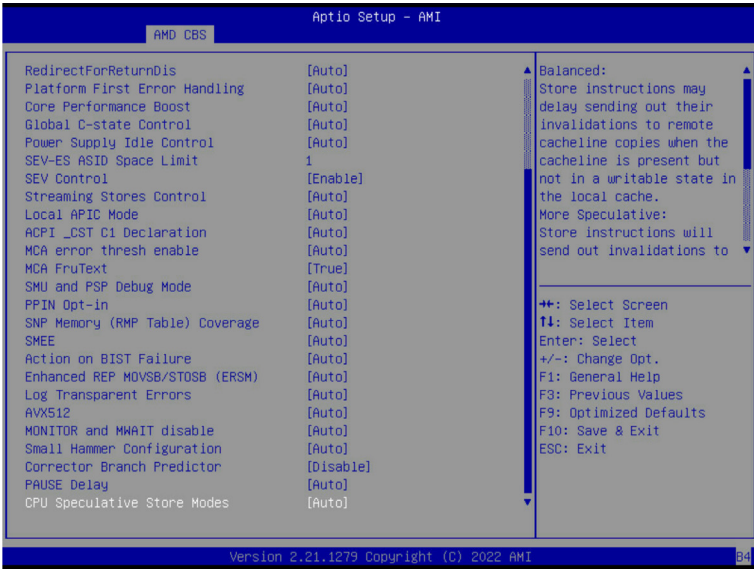 Aptio Setup – AMI
AMD CBS
RedirectForReturnDis [Auto]
Platform First Error Handling [Auto]
Core Performance Boost [Auto]
Global C-state Control [Auto]
Power Supply Idle Control [Auto]
SEV-ES ASID Space Limit 1
SEV Control [Enable]
Streaming Stores Control [Auto]
Local APIC Mode [Auto]
ACPI _CST C1 Declaration [Auto]
MCA error thresh enable [Auto]
MCA FruText [True]
SMU and PSP Debug Mode [Auto]
PPIN Opt-in [Auto]
SNP Memory (RMP Table) Coverage [Auto]
SMEE [Auto]
Action on BIST Failure [Auto]
Enhanced REP MOVSB/STOSB (ERSM) [Auto]
Log Transparent Errors [Auto]
AVX512 [Auto]
MONITOR and MWAIT disable [Auto]
Small Hammer Configuration [Auto]
Corrector Branch Predictor [Disable]
PAUSE Delay [Auto]
CPU Speculative Store Modes [Auto]
Balanced:
Store instructions may
delay sending out their
invalidations to remote
cacheline copies when the
cacheline is present but
not in a writable state in
the local cache.
More Speculative:
Store instructions will
send out invalidations to
→←: Select Screen
↑↓: Select Item
Enter: Select
+/-: Change Opt.
F1: General Help
F3: Previous Values
F9: Optimized Defaults
F10: Save & Exit
ESC: Exit
Version 2.21.1279 Copyright (C) 2022 AMI
B4